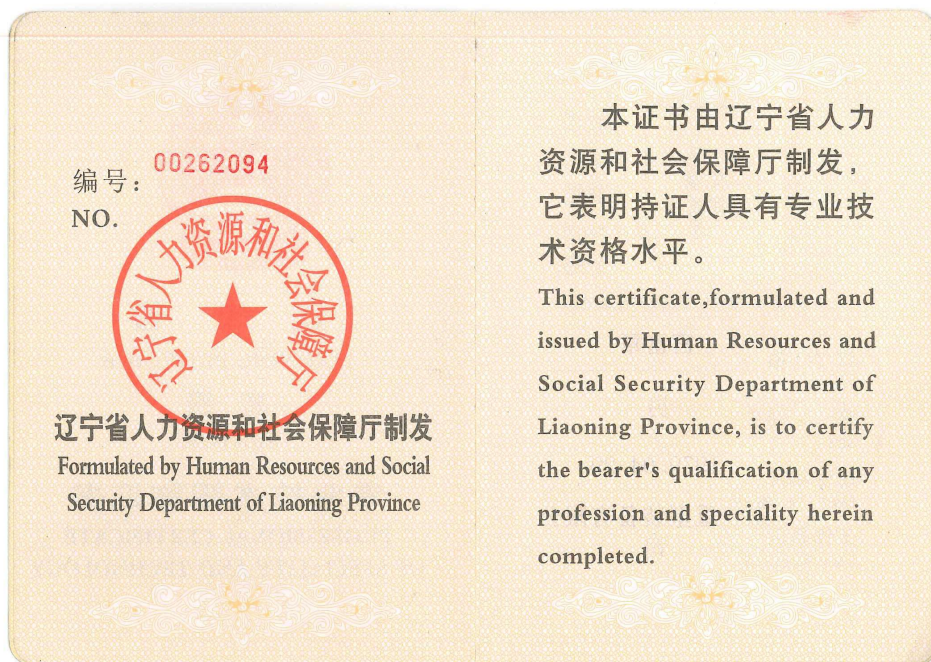 编号：
00262094
NO.
辽宁省人力资源和社会保障厅
辽宁省人力资源和社会保障厅制发
Formulated by Human Resources and Social
Security Department of Liaoning Province
本证书由辽宁省人力
资源和社会保障厅制发，
它表明持证人具有专业技
术资格水平。
This certificate,formulated and
issued by Human Resources and
Social Security Department of
Liaoning Province, is to certify
the bearer's qualification of any
profession and speciality herein
completed.